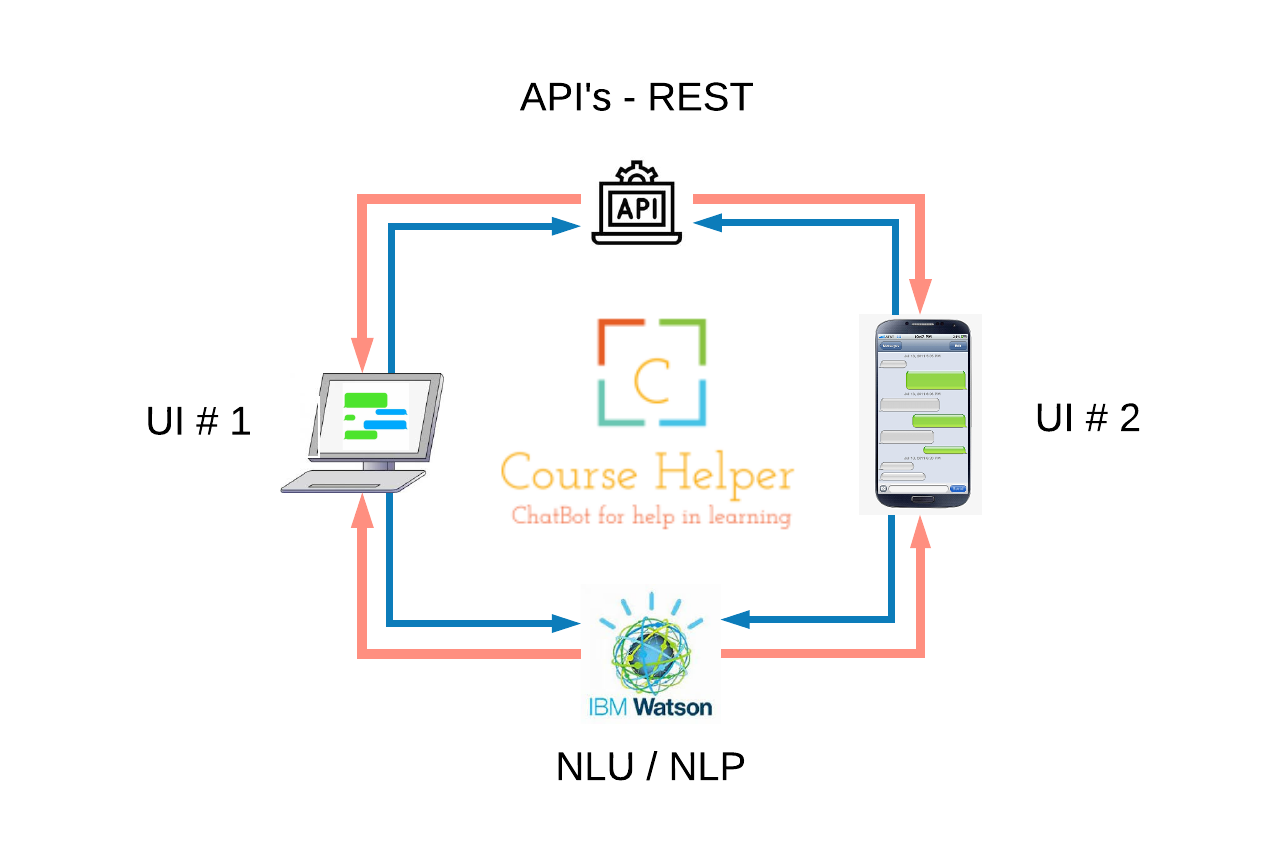 API's - REST
API
UI # 1
C
Course Helper
ChatBot for help in learning
UI # 2
IBM Watson
NLU / NLP